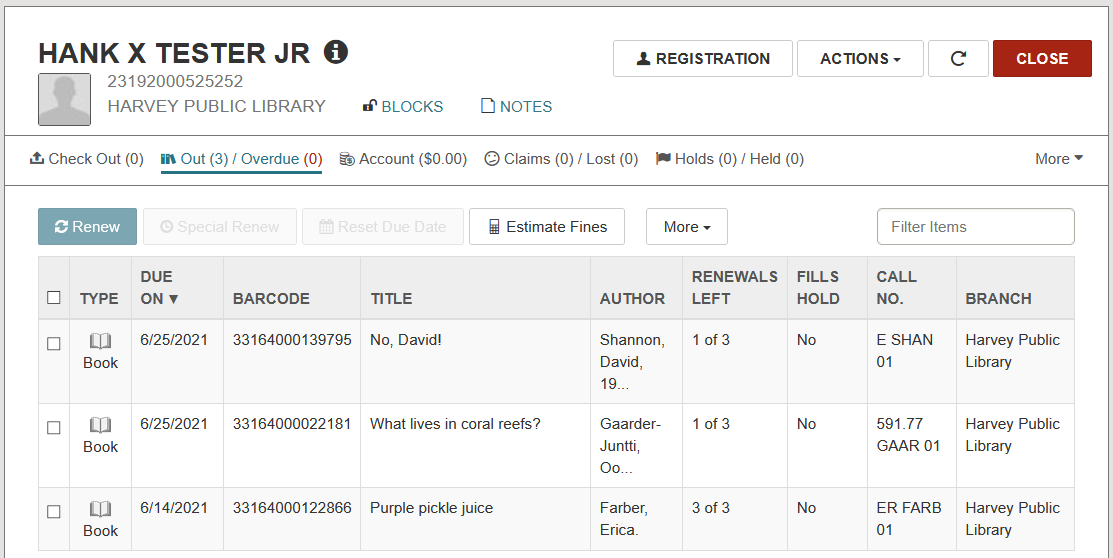 HANK X TESTER JR
23192000525252
HARVEY PUBLIC LIBRARY
BLOCKS
NOTES
REGISTRATION
ACTIONS
CLOSE
Check Out (0)
Out (3) / Overdue (0)
Account ($0.00)
Claims (0) / Lost (0)
Holds (0) / Held (0)
More
Renew
Special Renew
Reset Due Date
Estimate Fines
More
Filter Items
TYPE
DUE
ON ▼
BARCODE
TITLE
AUTHOR
RENEWALS
LEFT
FILLS
HOLD
CALL
NO.
BRANCH
Book
6/25/2021
33164000139795
No, David!
Shannon,
David,
19...
1 of 3
No
E SHAN
01
Harvey Public
Library
Book
6/25/2021
33164000022181
What lives in coral reefs?
Gaarder-
Juntti,
Oo...
1 of 3
No
591.77
GAAR 01
Harvey Public
Library
Book
6/14/2021
33164000122866
Purple pickle juice
Farber,
Erica.
3 of 3
No
ER FARB
01
Harvey Public
Library